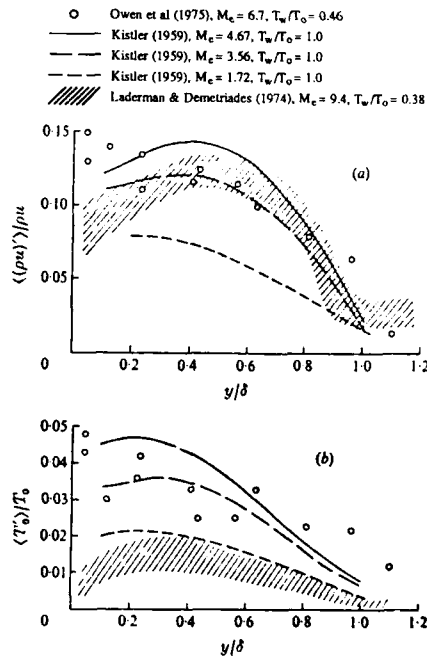 Owen et al (1975), Mₑ = 6.7, T_w/T₀ = 0.46
Kistler (1959), Mₑ = 4.67, T_w/T₀ = 1.0
Kistler (1959), Mₑ = 3.56, T_w/T₀ = 1.0
Kistler (1959), Mₑ = 1.72, T_w/T₀ = 1.0
Laderman & Demetriades (1974), Mₑ = 9.4, T_w/T₀ = 0.38
(a)
⟨(ρu)′⟩/ρu
0·15
0·10
0·05
0
0·2 0·4 0·6 0·8 1·0 1·2
y/δ
(b)
⟨T₀′⟩/T₀
0·05
0·04
0·03
0·02
0·01
0
0·2 0·4 0·6 0·8 1·0 1·2
y/δ